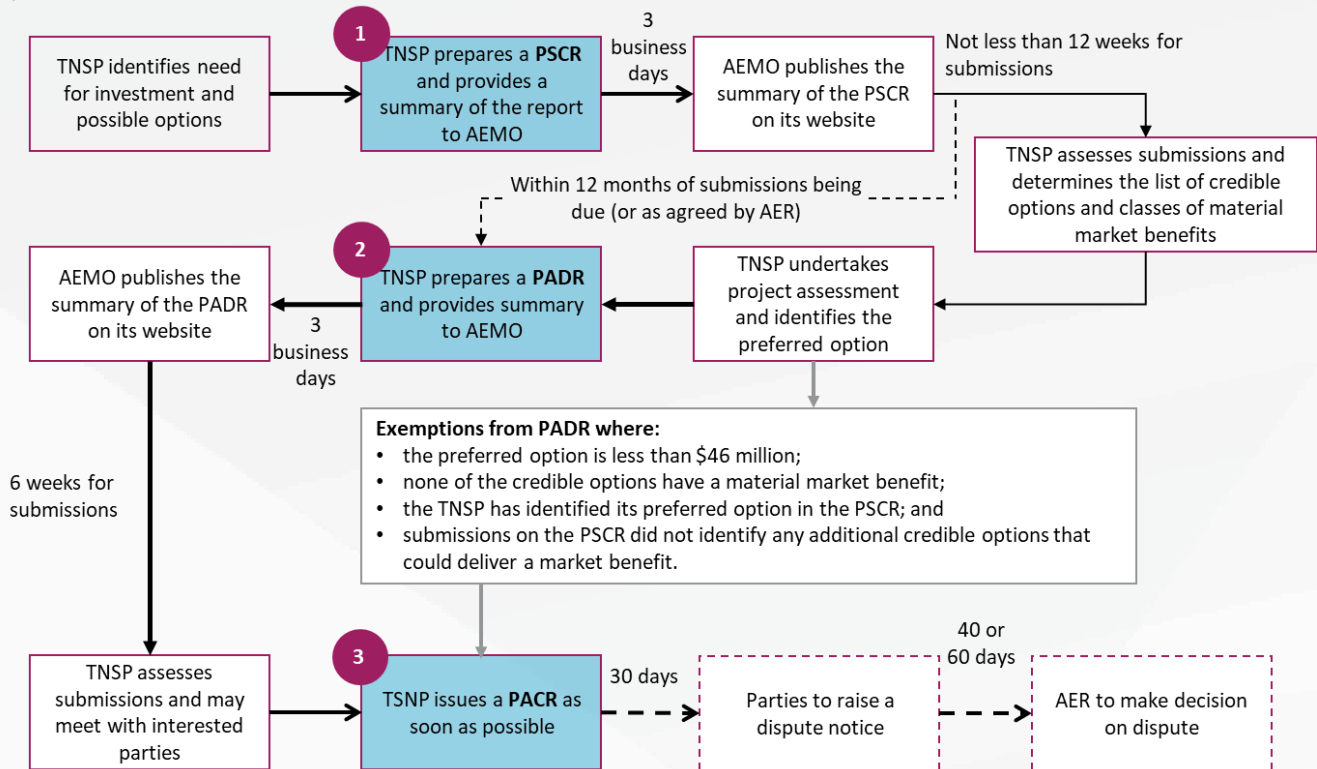 1
TNSP identifies need
for investment and
possible options
TNSP prepares a PSCR
and provides a
summary of the report
to AEMO
3
business
days
AEMO publishes the
summary of the PSCR
on its website
Not less than 12 weeks for
submissions
TNSP assesses submissions and
determines the list of credible
options and classes of material
market benefits
Within 12 months of submissions being
due (or as agreed by AER)
TNSP undertakes
project assessment
and identifies the
preferred option
2
TNSP prepares a PADR
and provides summary
to AEMO
3
business
days
AEMO publishes the
summary of the PADR
on its website
Exemptions from PADR where:
• the preferred option is less than $46 million;
• none of the credible options have a material market benefit;
• the TNSP has identified its preferred option in the PSCR; and
• submissions on the PSCR did not identify any additional credible options that
could deliver a market benefit.
6 weeks for
submissions
TNSP assesses
submissions and may
meet with interested
parties
3
TSNP issues a PACR as
soon as possible
30 days
Parties to raise a
dispute notice
40 or
60 days
AER to make decision
on dispute